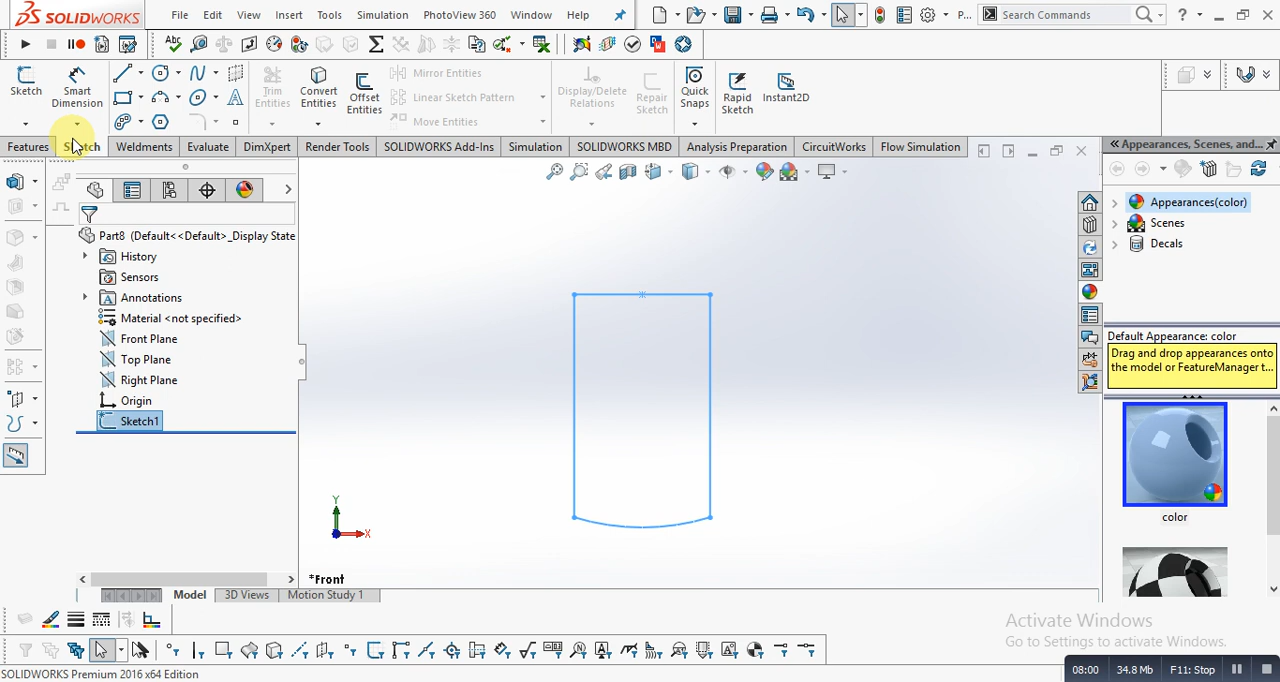 SOLIDWORKS File Edit View Insert Tools Simulation PhotoView 360 Window Help P... Search Commands
Sketch Smart Dimension Trim Entities Convert Entities Offset Entities Mirror Entities Linear Sketch Pattern Move Entities Display/Delete Relations Repair Sketch Quick Snaps Rapid Sketch Instant2D
Features Sketch Weldments Evaluate DimXpert Render Tools SOLIDWORKS Add-Ins Simulation SOLIDWORKS MBD Analysis Preparation CircuitWorks Flow Simulation
Appearances, Scenes, and...
Part8 (Default<<Default>_Display State
History
Sensors
Annotations
Material <not specified>
Front Plane
Top Plane
Right Plane
Origin
Sketch1
Y
X
*Front
Appearances(color)
Scenes
Decals
Default Appearance: color
Drag and drop appearances onto
the model or FeatureManager t...
color
Model 3D Views Motion Study 1
Activate Windows
Go to Settings to activate Windows.
SOLIDWORKS Premium 2016 x64 Edition
08:00 34.8 Mb F11: Stop